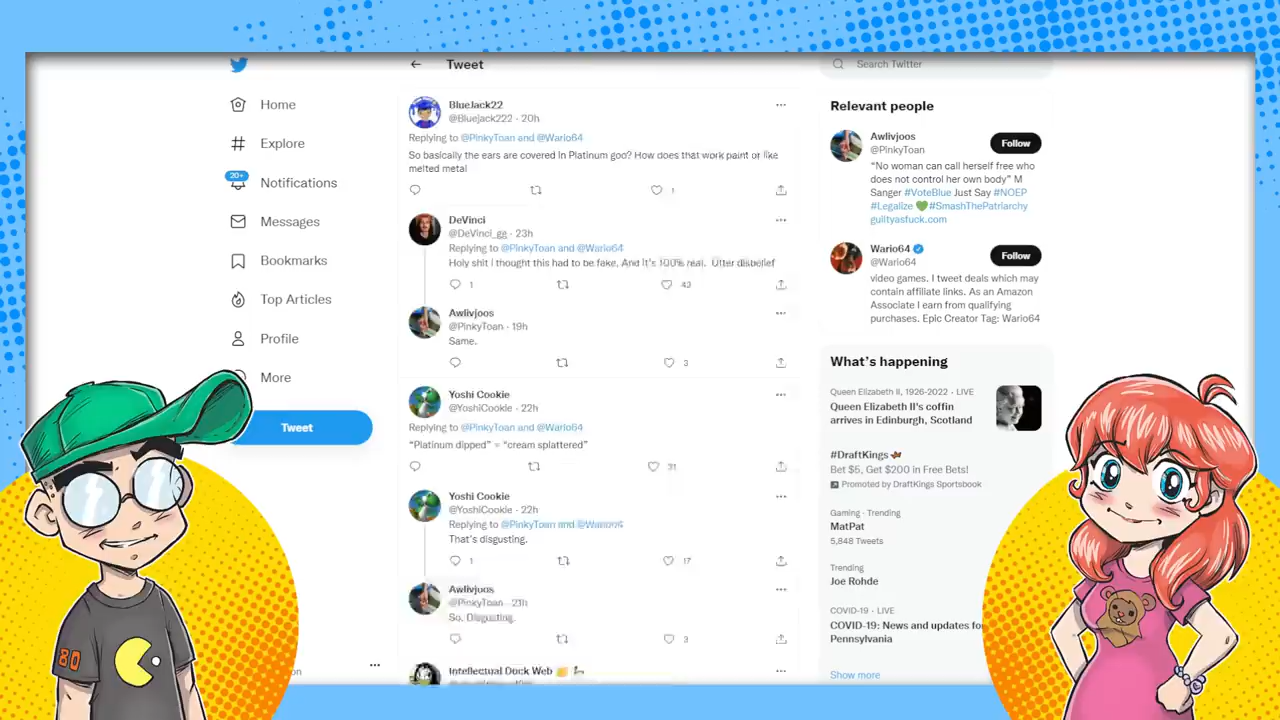 Home
Explore
20+
Notifications
Messages
Bookmarks
Top Articles
Profile
More
Tweet
Tweet
BlueJack22
@Bluejack222 · 20h
Replying to @PinkyToan and @Wario64
So basically the ears are covered in Platinum goo? How does that work paint or like
melted metal
1
DeVinci
@DeVinci_gg · 23h
Replying to @PinkyToan and @Wario64
Holy shit I thought this had to be fake. And it's 100% real. Utter disbelief
1
Awlivjoos
@PinkyToan · 19h
Same.
3
Yoshi Cookie
@YoshiCookie · 22h
Replying to @PinkyToan and @Wario64
"Platinum dipped" = "cream splattered"
31
Yoshi Cookie
@YoshiCookie · 22h
Replying to @PinkyToan and @Wario64
That's disgusting.
1 17
Awlivjoos
@PinkyToan · 21h
So. Disgusting.
3
Intellectual Dock Web
Search Twitter
Relevant people
Awlivjoos
@PinkyToan
Follow
"No woman can call herself free who
does not control her own body" M
Sanger #VoteBlue Just Say #NOEP
#Legalize 💚#SmashThePatriarchy
guiltyasfuck.com
Wario64
@Wario64
Follow
video games. I tweet deals which may
contain affiliate links. As an Amazon
Associate I earn from qualifying
purchases. Epic Creator Tag: Wario64
What's happening
Queen Elizabeth II, 1926-2022 · LIVE
Queen Elizabeth II's coffin
arrives in Edinburgh, Scotland
#DraftKings
Bet $5, Get $200 in Free Bets!
Promoted by DraftKings Sportsbook
Gaming · Trending
MatPat
5,848 Tweets
Trending
Joe Rohde
COVID-19 · LIVE
COVID-19: News and updates for
Pennsylvania
Show more
80